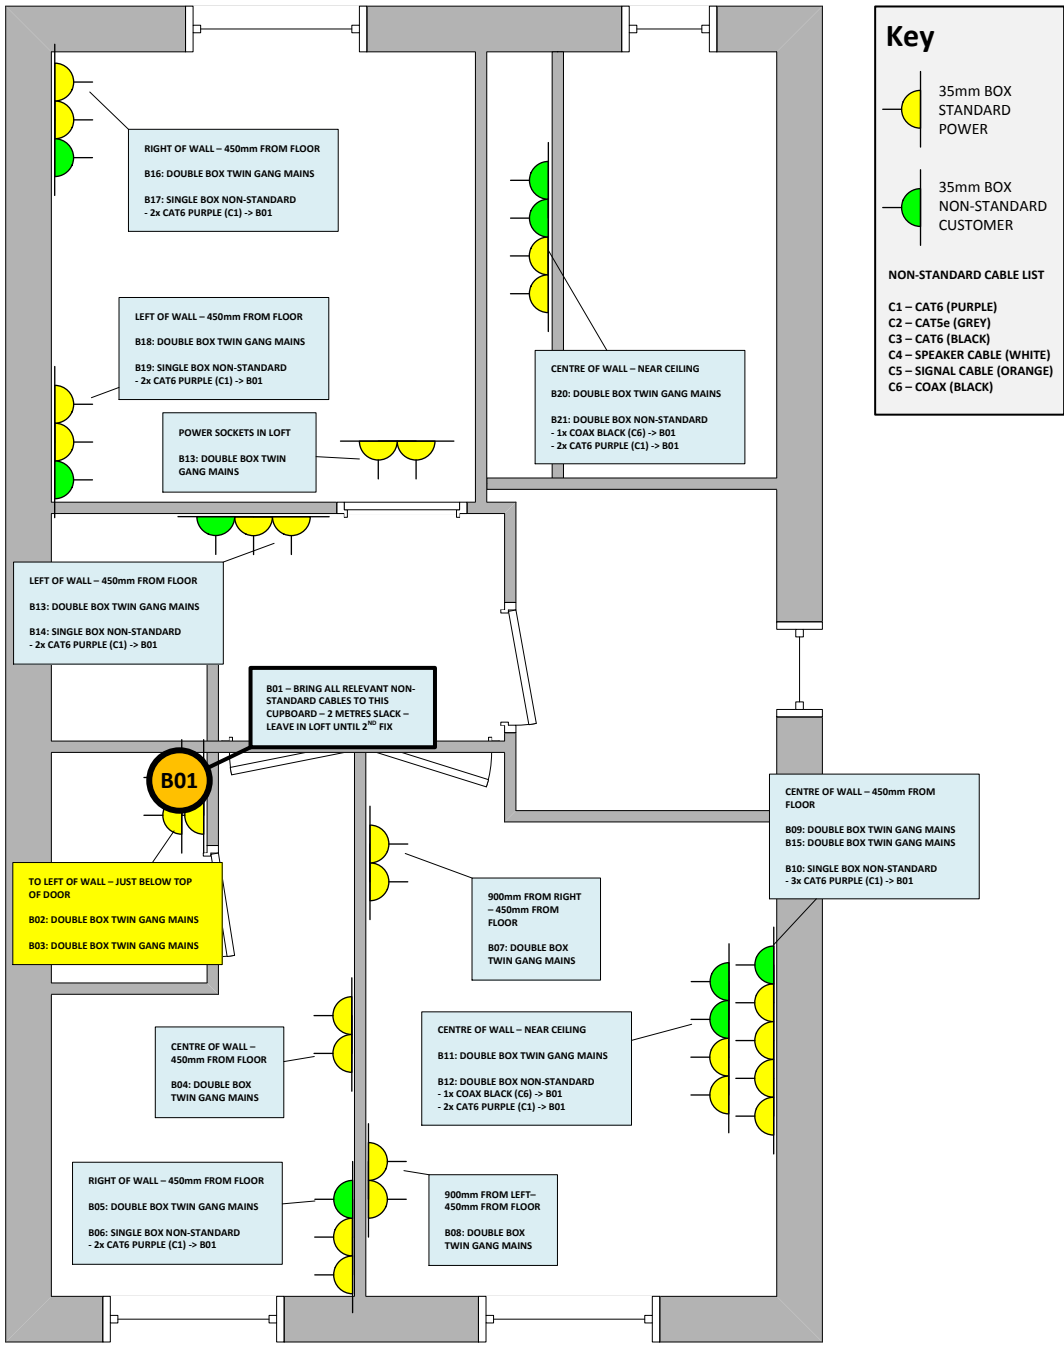 Key
35mm BOX
STANDARD
POWER
35mm BOX
NON-STANDARD
CUSTOMER
NON-STANDARD CABLE LIST
C1 – CAT6 (PURPLE)
C2 – CAT5e (GREY)
C3 – CAT6 (BLACK)
C4 – SPEAKER CABLE (WHITE)
C5 – SIGNAL CABLE (ORANGE)
C6 – COAX (BLACK)
RIGHT OF WALL – 450mm FROM FLOOR
B16: DOUBLE BOX TWIN GANG MAINS
B17: SINGLE BOX NON-STANDARD
- 2x CAT6 PURPLE (C1) -> B01
LEFT OF WALL – 450mm FROM FLOOR
B18: DOUBLE BOX TWIN GANG MAINS
B19: SINGLE BOX NON-STANDARD
- 2x CAT6 PURPLE (C1) -> B01
POWER SOCKETS IN LOFT
B13: DOUBLE BOX TWIN
GANG MAINS
CENTRE OF WALL – NEAR CEILING
B20: DOUBLE BOX TWIN GANG MAINS
B21: DOUBLE BOX NON-STANDARD
- 1x COAX BLACK (C6) -> B01
- 2x CAT6 PURPLE (C1) -> B01
LEFT OF WALL – 450mm FROM FLOOR
B13: DOUBLE BOX TWIN GANG MAINS
B14: SINGLE BOX NON-STANDARD
- 2x CAT6 PURPLE (C1) -> B01
B01 – BRING ALL RELEVANT NON-
STANDARD CABLES TO THIS
CUPBOARD – 2 METRES SLACK –
LEAVE IN LOFT UNTIL 2ND FIX
B01
TO LEFT OF WALL – JUST BELOW TOP
OF DOOR
B02: DOUBLE BOX TWIN GANG MAINS
B03: DOUBLE BOX TWIN GANG MAINS
CENTRE OF WALL – 450mm FROM
FLOOR
B09: DOUBLE BOX TWIN GANG MAINS
B15: DOUBLE BOX TWIN GANG MAINS
B10: SINGLE BOX NON-STANDARD
- 3x CAT6 PURPLE (C1) -> B01
900mm FROM RIGHT
– 450mm FROM
FLOOR
B07: DOUBLE BOX
TWIN GANG MAINS
CENTRE OF WALL –
450mm FROM FLOOR
B04: DOUBLE BOX
TWIN GANG MAINS
CENTRE OF WALL – NEAR CEILING
B11: DOUBLE BOX TWIN GANG MAINS
B12: DOUBLE BOX NON-STANDARD
- 1x COAX BLACK (C6) -> B01
- 2x CAT6 PURPLE (C1) -> B01
RIGHT OF WALL – 450mm FROM FLOOR
B05: DOUBLE BOX TWIN GANG MAINS
B06: SINGLE BOX NON-STANDARD
- 2x CAT6 PURPLE (C1) -> B01
900mm FROM LEFT–
450mm FROM FLOOR
B08: DOUBLE BOX
TWIN GANG MAINS